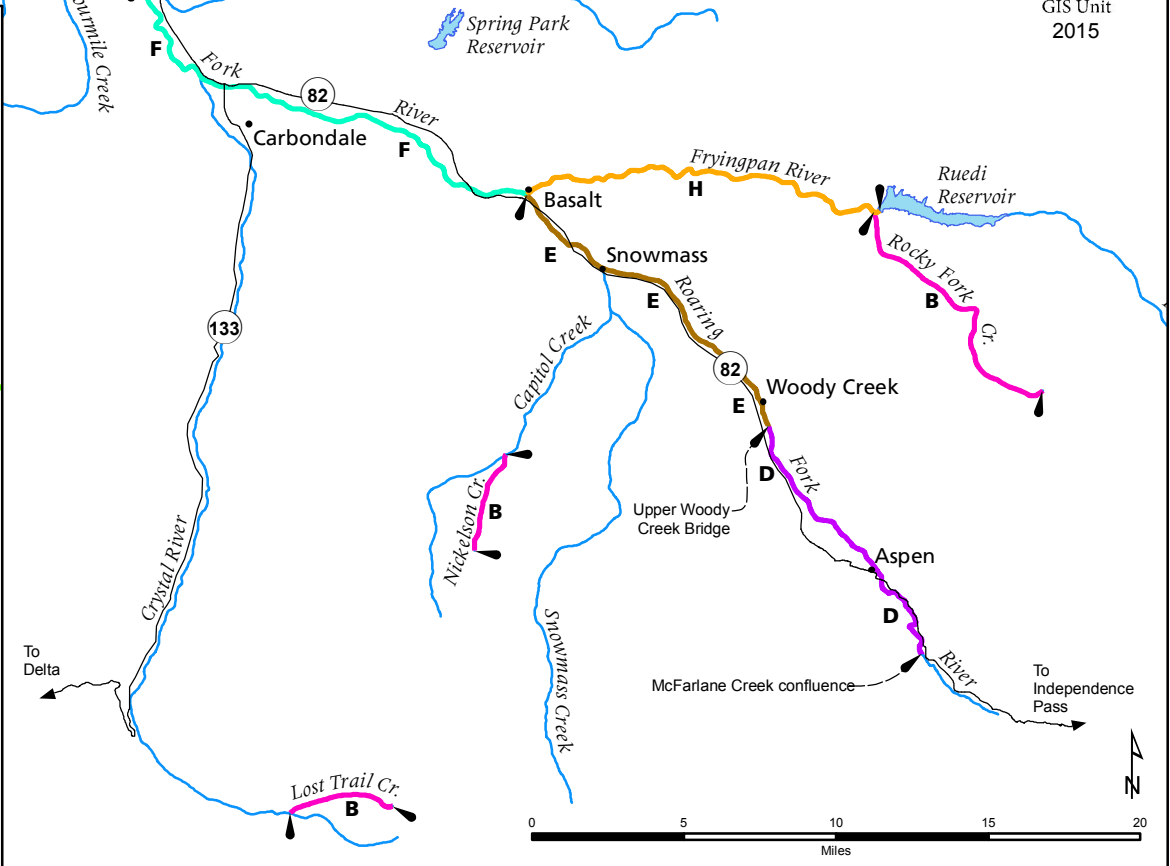 GIS Unit
2015
Spring Park
Reservoir
F
Fork
82
River
Carbondale
F
Fryingpan River
H
Ruedi
Reservoir
Basalt
E
Snowmass
Rocky Fork
Cr.
B
E
Roaring
133
Capitol Creek
82
Woody Creek
E
D
Fork
Nickelson Cr.
B
Upper Woody
Creek Bridge
Aspen
Crystal River
D
Snowmass Creek
To
Delta
McFarlane Creek confluence
River
To
Independence
Pass
N
Lost Trail Cr.
B
0 5 10 15 20
Miles